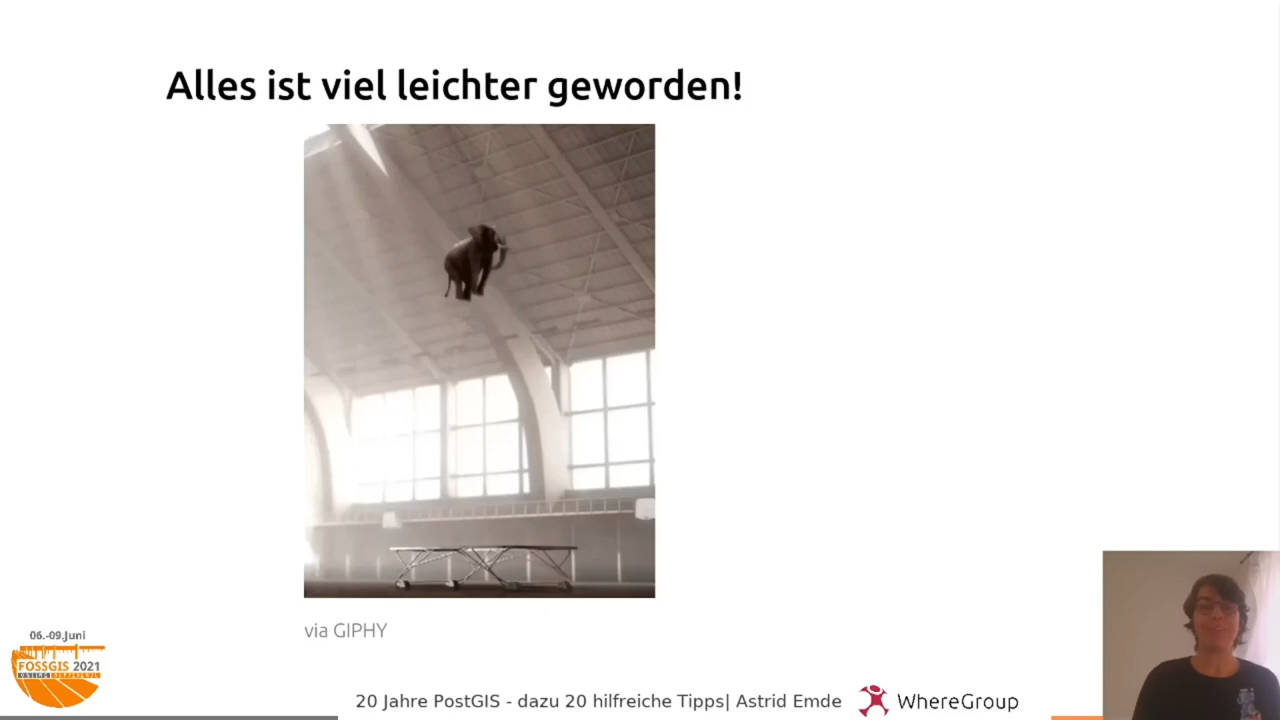 Alles ist viel leichter geworden!
via GIPHY
06.-09.Juni
FOSSGIS 2021
20 Jahre PostGIS - dazu 20 hilfreiche Tipps| Astrid Emde
WhereGroup